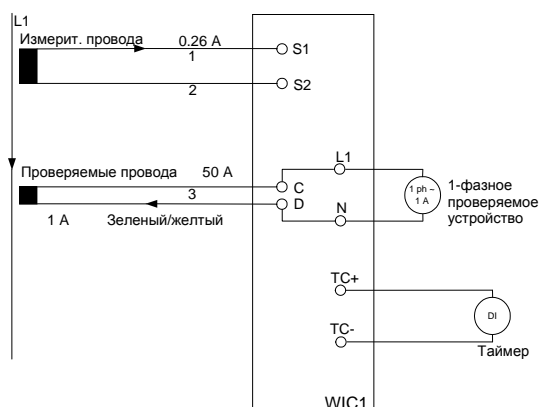 L1
Измерит. провода 0.26 A
1
S1
2
S2
Проверяемые провода 50 A
3
C
D
1 A Зеленый/желтый
L1
N
1 ph ~
1 A
1-фазное
проверяемое
устройство
TC+
TC-
DI
Таймер
WIC1